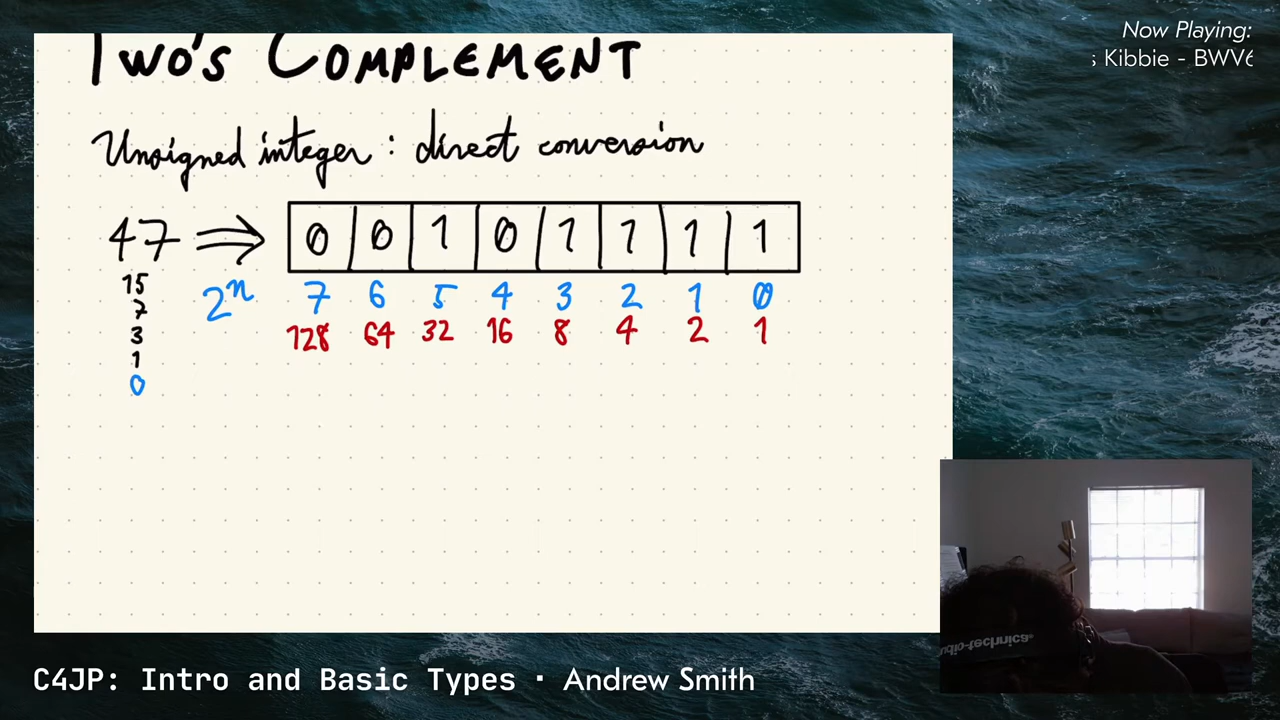 TWO'S COMPLEMENT
Unsigned integer: direct conversion
47 ⇒ 0 0 1 0 1 1 1 1
15
7
3
1
0
2ⁿ 7 6 5 4 3 2 1 0
128 64 32 16 8 4 2 1
Now Playing:
s Kibbie - BWV6
udio-technica®
C4JP: Intro and Basic Types · Andrew Smith